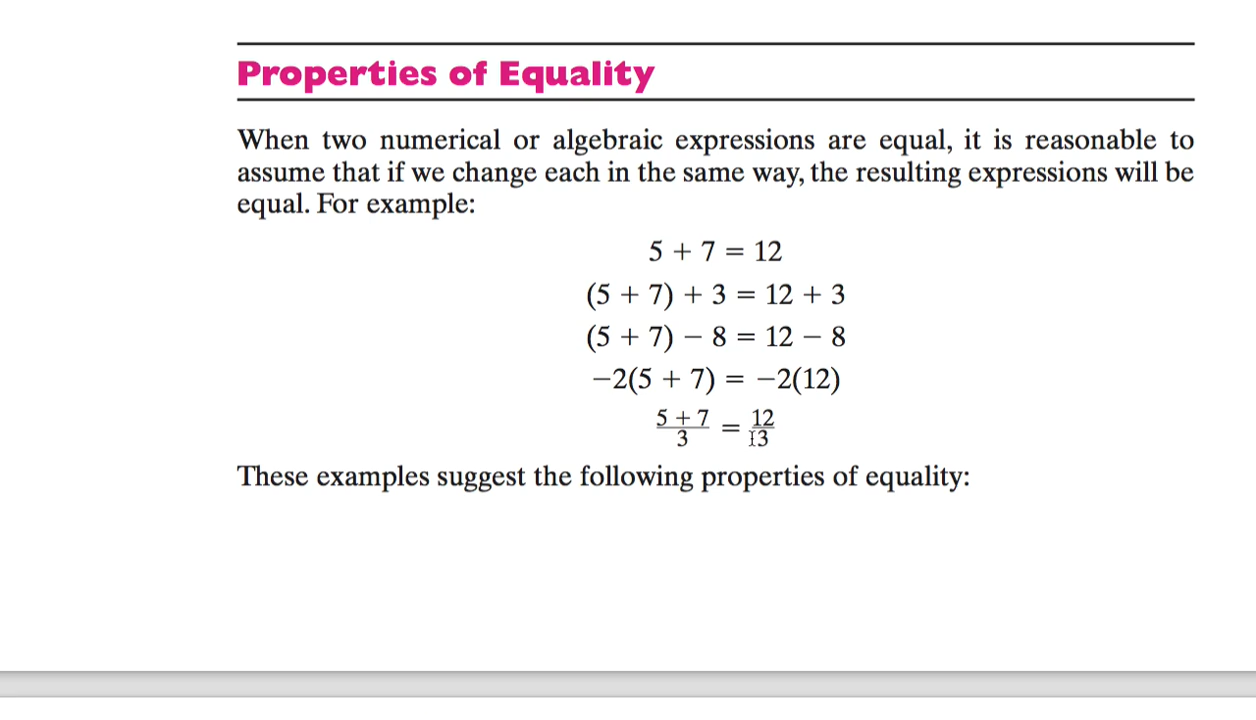 Properties of Equality
When two numerical or algebraic expressions are equal, it is reasonable to
assume that if we change each in the same way, the resulting expressions will be
equal. For example:
5 + 7 = 12
(5 + 7) + 3 = 12 + 3
(5 + 7) − 8 = 12 − 8
−2(5 + 7) = −2(12)
(5 + 7)/3 = 12/3
These examples suggest the following properties of equality: